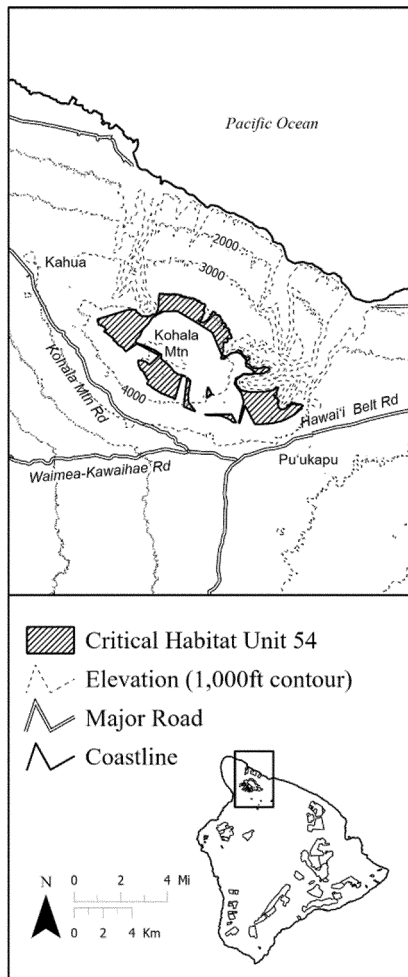 Pacific Ocean
2000
3000
Kahua
Kohala
Mtn
4000
Kohala Mtn Rd
Hawai‘i Belt Rd
Waimea-Kawaihae Rd
Pu‘ukapu
Critical Habitat Unit 54
Elevation (1,000ft contour)
Major Road
Coastline
N
0 2 4 Mi
0 2 4 Km